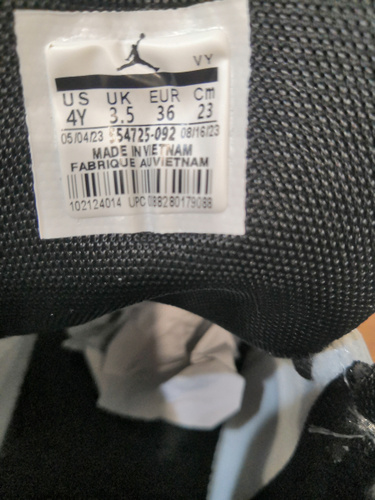 VY
US UK EUR Cm
4Y 3.5 36 23
05/04/23 554725-092 08/16/23
MADE IN VIETNAM
FABRIQUE AU VIETNAM
102124014 UPC 088280179088